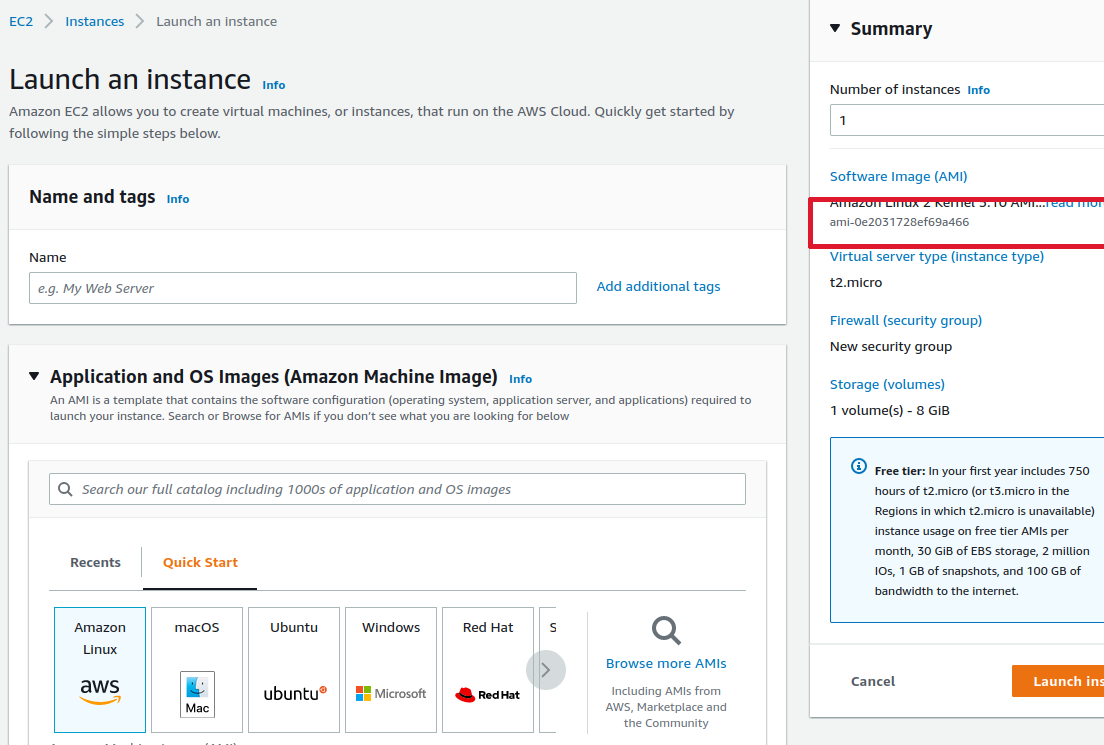 EC2 Instances Launch an instance
Launch an instance Info
Amazon EC2 allows you to create virtual machines, or instances, that run on the AWS Cloud. Quickly get started by
following the simple steps below.
Name and tags Info
Name
e.g. My Web Server
Add additional tags
Application and OS Images (Amazon Machine Image) Info
An AMI is a template that contains the software configuration (operating system, application server, and applications) required to
launch your instance. Search or Browse for AMIs if you don't see what you are looking for below
Search our full catalog including 1000s of application and OS images
Recents
Quick Start
Amazon
Linux
aws
macOS
Mac
Ubuntu
ubuntu
Windows
Microsoft
Red Hat
Red Hat
S
Browse more AMIs
Including AMIs from
AWS, Marketplace and
the Community
Summary
Number of instances Info
1
Software Image (AMI)
Amazon Linux 2 Kernel 5.10 AMI...read mor
ami-0e2031728ef69a466
Virtual server type (instance type)
t2.micro
Firewall (security group)
New security group
Storage (volumes)
1 volume(s) - 8 GiB
Free tier: In your first year includes 750
hours of t2.micro (or t3.micro in the
Regions in which t2.micro is unavailable)
instance usage on free tier AMIs per
month, 30 GiB of EBS storage, 2 million
IOs, 1 GB of snapshots, and 100 GB of
bandwidth to the internet.
Cancel
Launch ins